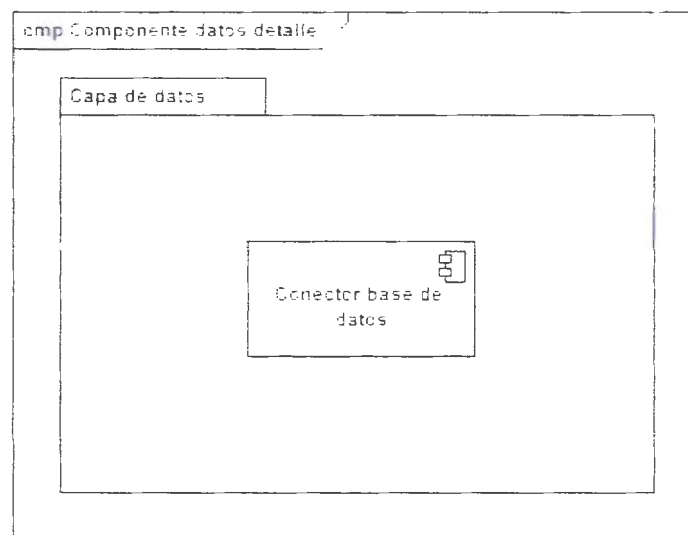 cmp Componente datos detalle
Capa de datos
Conector base de
datos